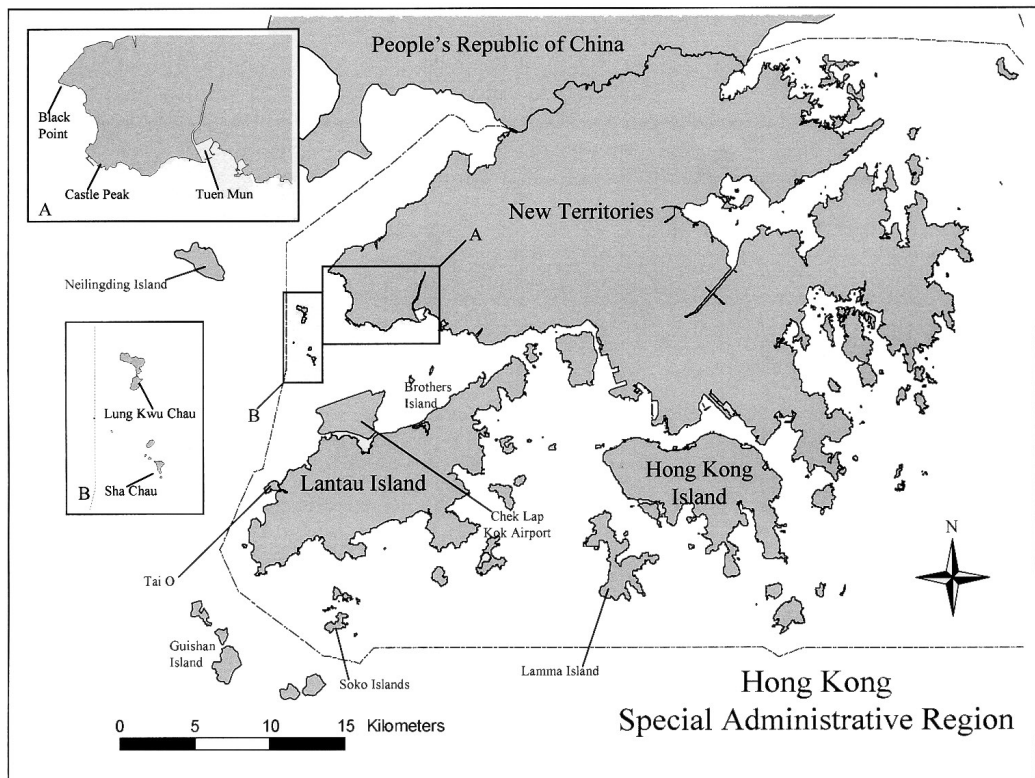 People's Republic of China
Black
Point
Castle Peak
Tuen Mun
A
New Territories
A
Neilingding Island
Lung Kwu Chau
Sha Chau
B
B
Brothers
Island
Lantau Island
Hong Kong
Island
Chek Lap
Kok Airport
Tai O
N
Guishan
Island
Soko Islands
Lamma Island
Hong Kong
Special Administrative Region
0 5 10 15 Kilometers